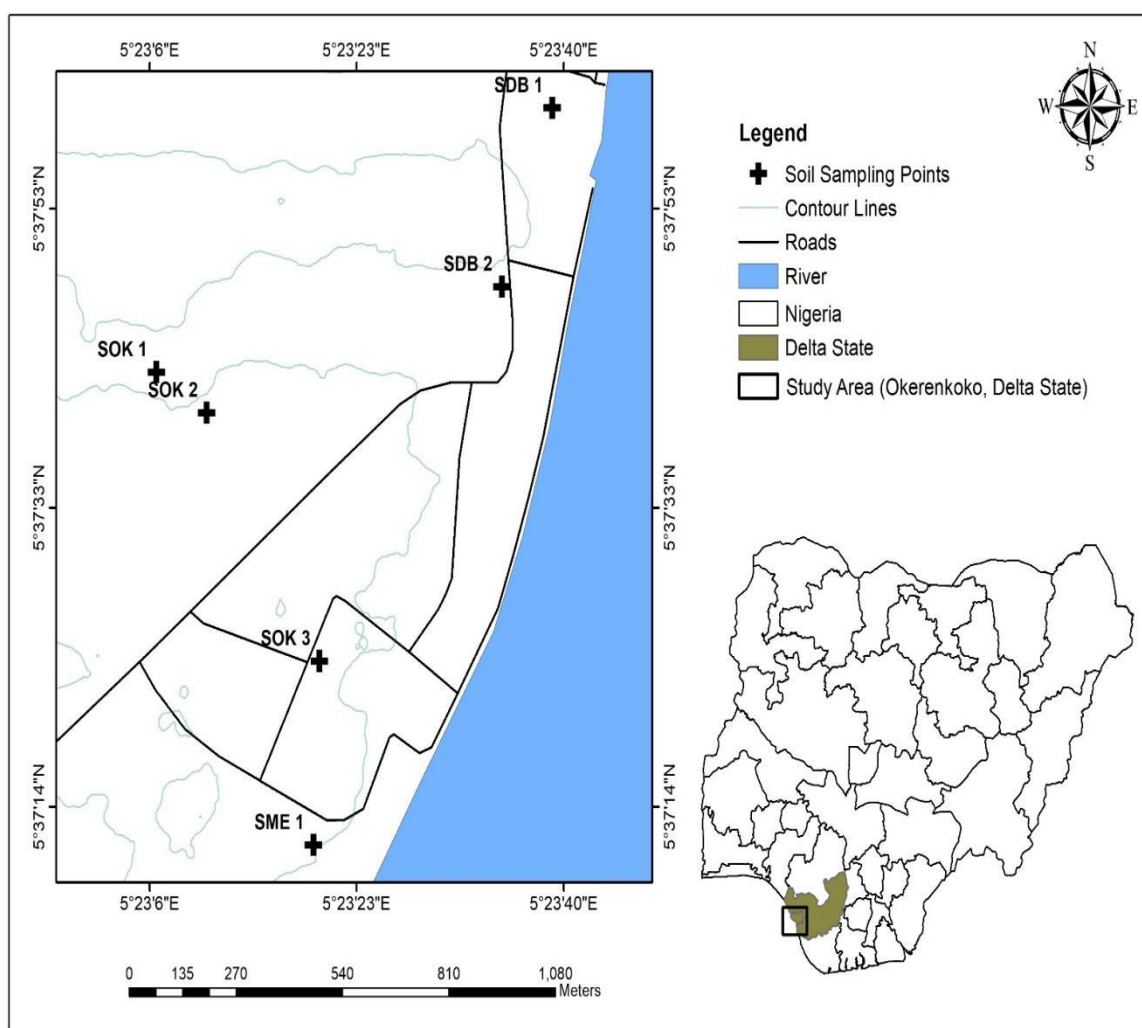 5°23'6"E 5°23'23"E 5°23'40"E
SDB 1
5°37'53"N 5°37'53"N
SDB 2
SOK 1
SOK 2
5°37'33"N 5°37'33"N
SOK 3
5°37'14"N 5°37'14"N
SME 1
5°23'6"E 5°23'23"E 5°23'40"E
0 135 270 540 810 1,080
Meters
N
W E
S
Legend
Soil Sampling Points
Contour Lines
Roads
River
Nigeria
Delta State
Study Area (Okerenkoko, Delta State)